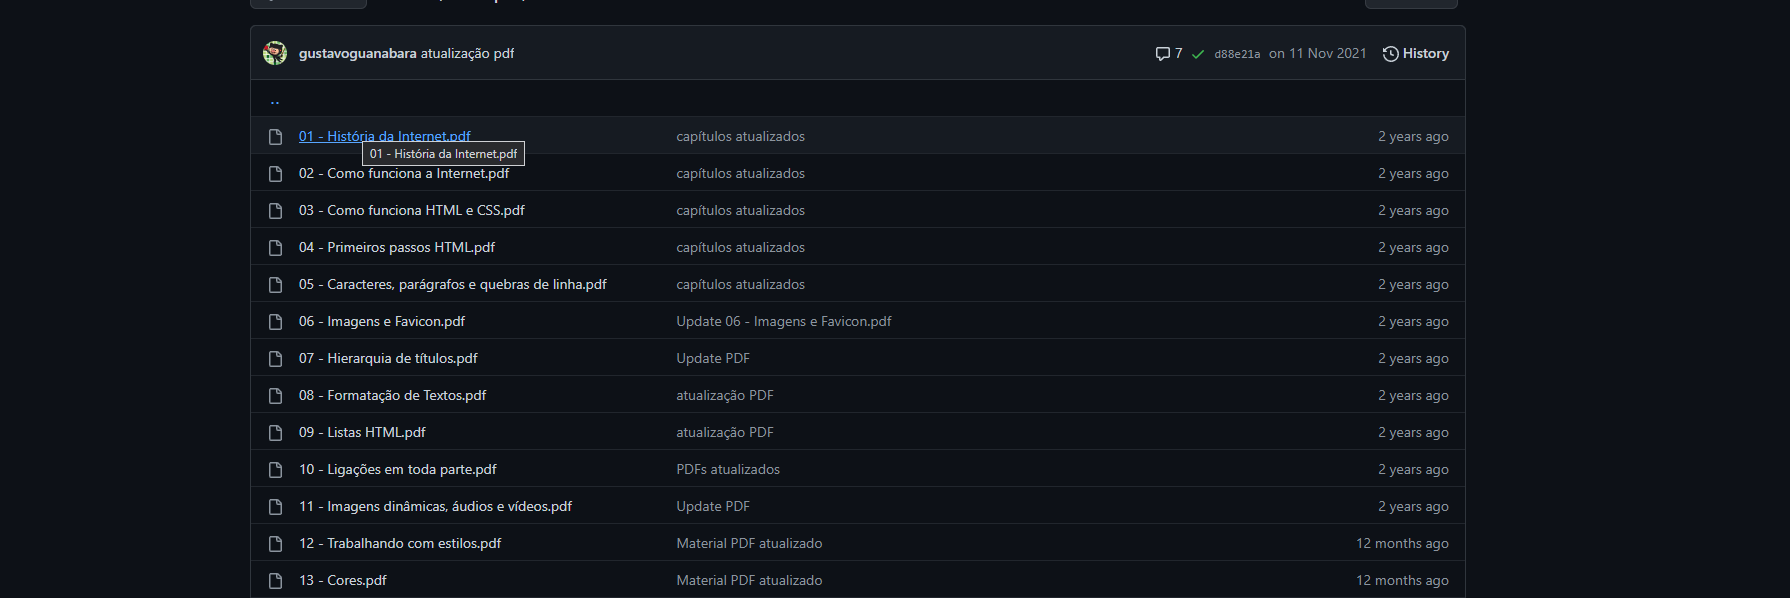 gustavoguanabara atualização pdf 7 d88e21a on 11 Nov 2021 History
..
01 - História da Internet.pdf capítulos atualizados 2 years ago
01 - História da Internet.pdf
02 - Como funciona a Internet.pdf capítulos atualizados 2 years ago
03 - Como funciona HTML e CSS.pdf capítulos atualizados 2 years ago
04 - Primeiros passos HTML.pdf capítulos atualizados 2 years ago
05 - Caracteres, parágrafos e quebras de linha.pdf capítulos atualizados 2 years ago
06 - Imagens e Favicon.pdf Update 06 - Imagens e Favicon.pdf 2 years ago
07 - Hierarquia de títulos.pdf Update PDF 2 years ago
08 - Formatação de Textos.pdf atualização PDF 2 years ago
09 - Listas HTML.pdf atualização PDF 2 years ago
10 - Ligações em toda parte.pdf PDFs atualizados 2 years ago
11 - Imagens dinâmicas, áudios e vídeos.pdf Update PDF 2 years ago
12 - Trabalhando com estilos.pdf Material PDF atualizado 12 months ago
13 - Cores.pdf Material PDF atualizado 12 months ago